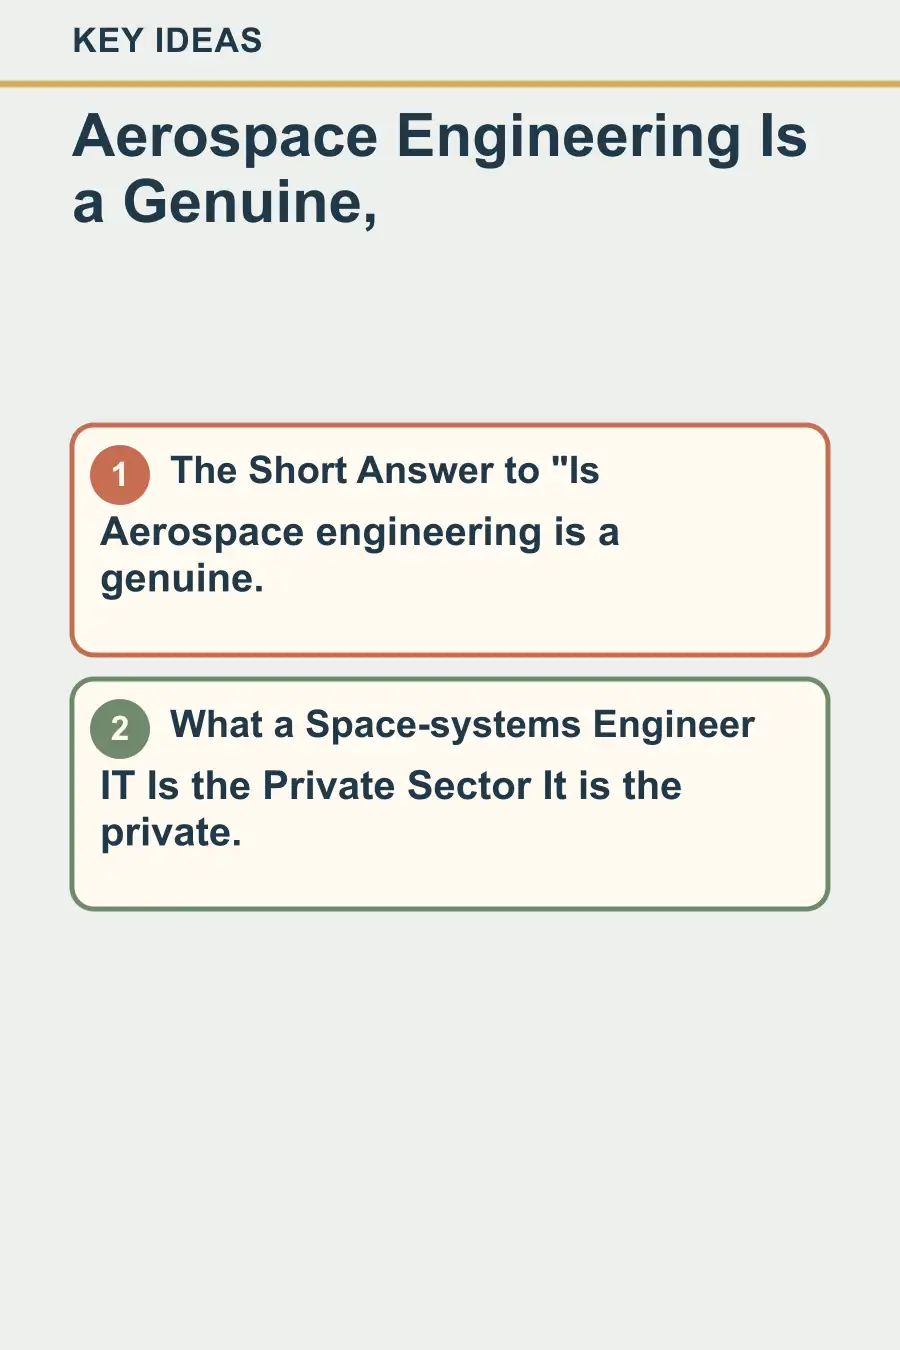 KEY IDEAS
Aerospace Engineering Is
a Genuine,
1 The Short Answer to "Is
Aerospace engineering is a
genuine.
2 What a Space-systems Engineer
IT Is the Private Sector It is the
private.